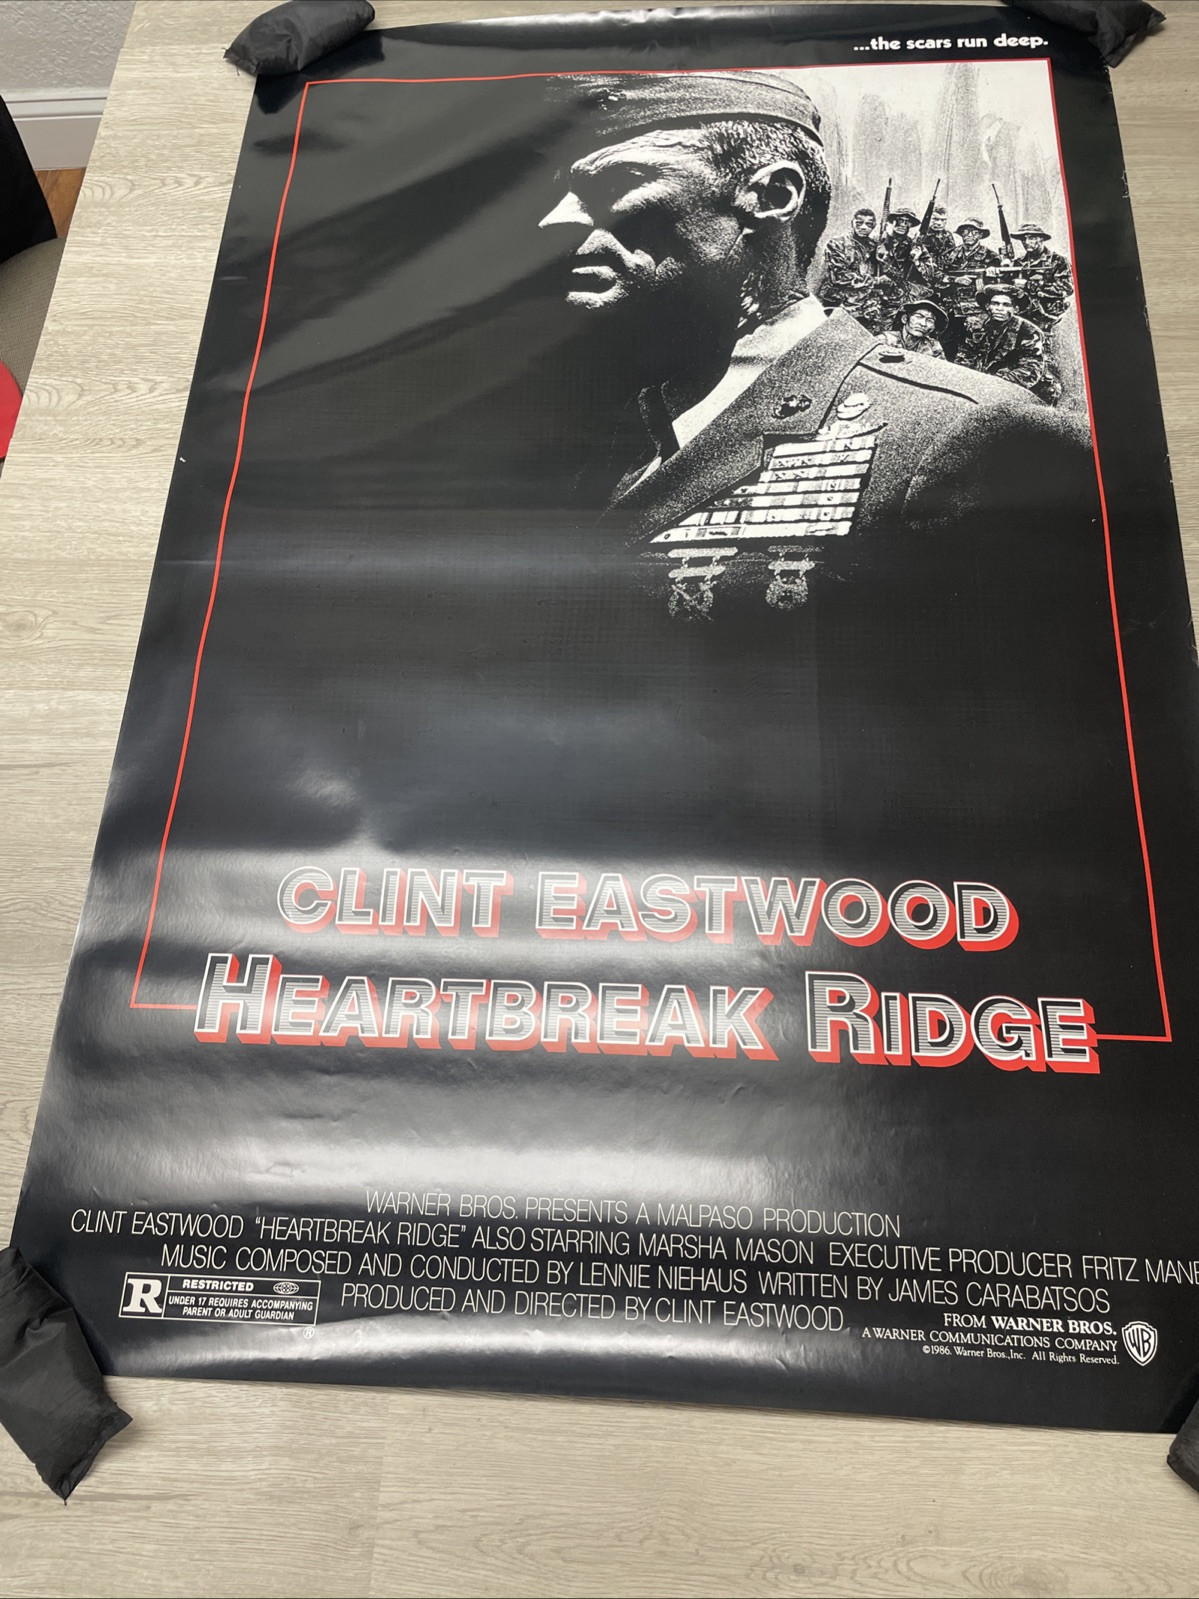 ...the scars run deep.
CLINT EASTWOOD
HEARTBREAK RIDGE
WARNER BROS. PRESENTS A MALPASO PRODUCTION
CLINT EASTWOOD "HEARTBREAK RIDGE" ALSO STARRING MARSHA MASON EXECUTIVE PRODUCER FRITZ
MUSIC COMPOSED AND CONDUCTED BY LENNIE NIEHAUS WRITTEN BY JAMES CARABATSOS
PRODUCED AND DIRECTED BY CLINT EASTWOOD
R RESTRICTED
UNDER 17 REQUIRES ACCOMPANYING
PARENT OR ADULT GUARDIAN
®
FROM WARNER BROS.
A WARNER COMMUNICATIONS COMPANY
©1986. Warner Bros., Inc. All Rights Reserved.
WB